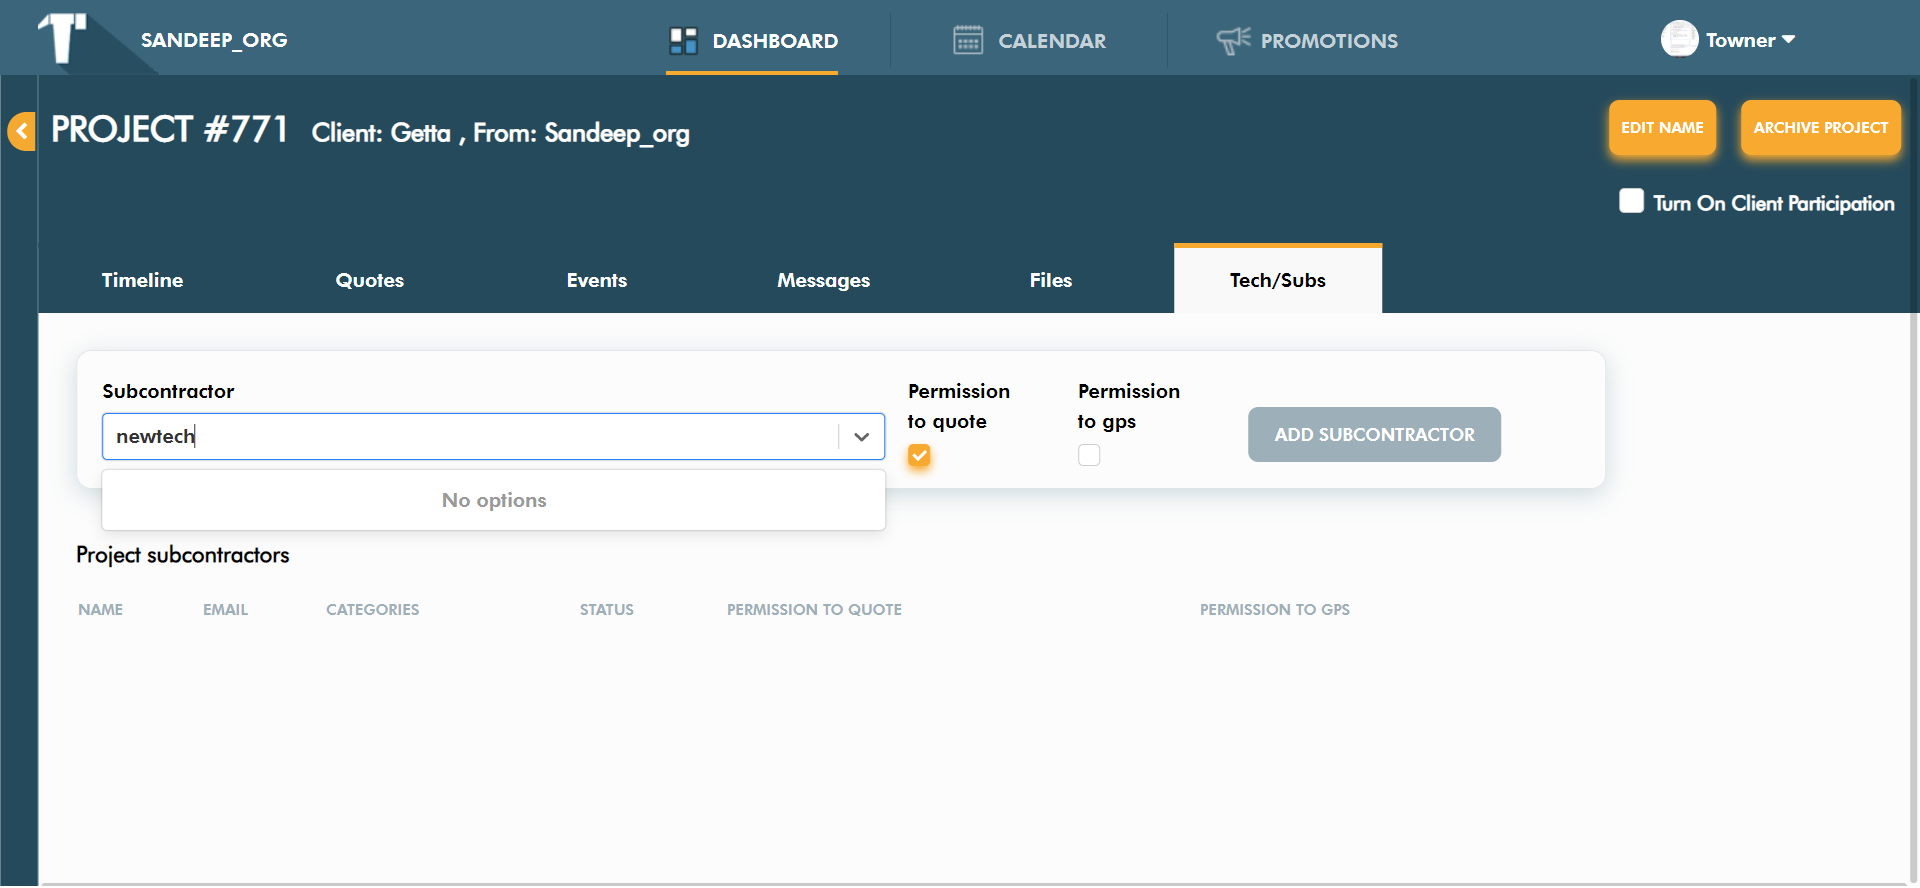 SANDEEP_ORG
DASHBOARD
CALENDAR
PROMOTIONS
Towner
PROJECT #771 Client: Getta , From: Sandeep_org
EDIT NAME
ARCHIVE PROJECT
Turn On Client Participation
Timeline
Quotes
Events
Messages
Files
Tech/Subs
Subcontractor
newtech
No options
Permission
to quote
Permission
to gps
ADD SUBCONTRACTOR
Project subcontractors
NAME
EMAIL
CATEGORIES
STATUS
PERMISSION TO QUOTE
PERMISSION TO GPS